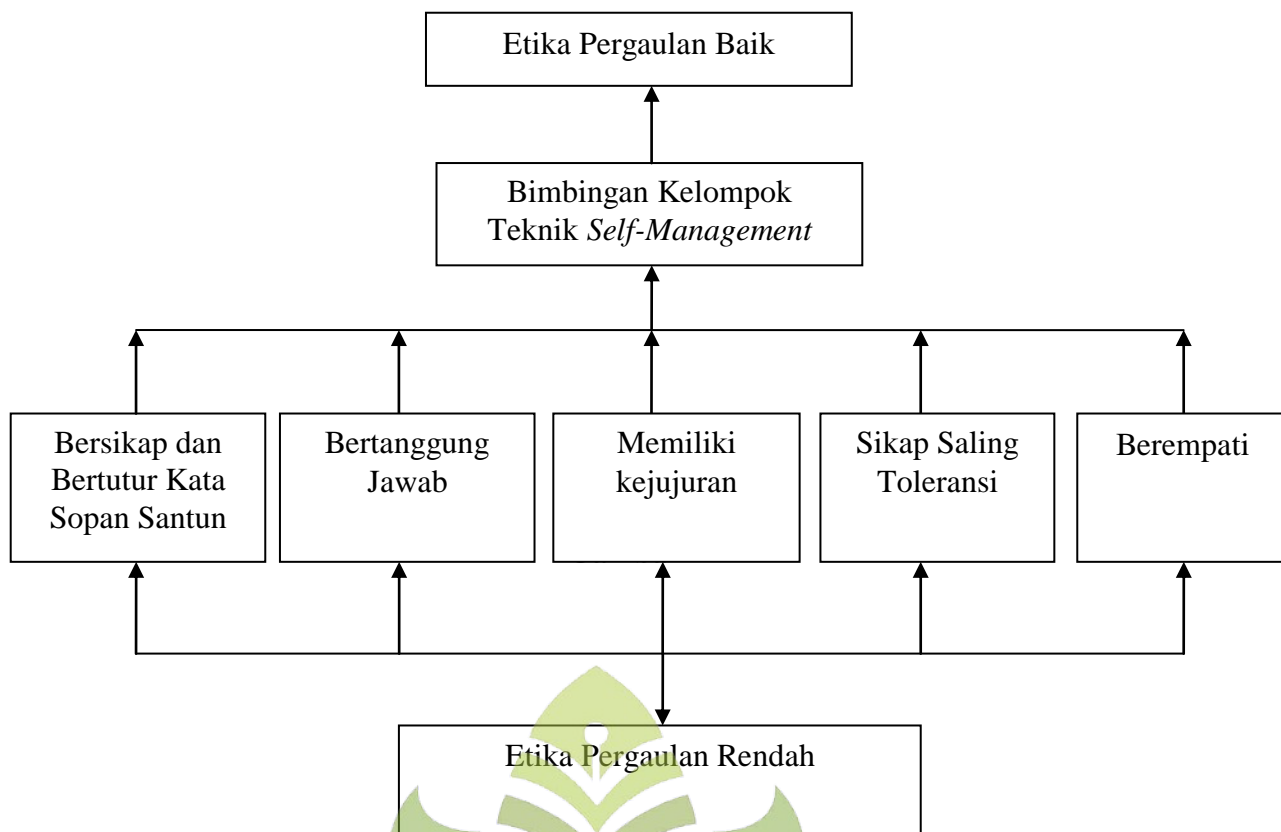 Etika Pergaulan Baik
Bimbingan Kelompok
Teknik Self-Management
Bersikap dan
Bertutur Kata
Sopan Santun
Bertanggung
Jawab
Memiliki
kejujuran
Sikap Saling
Toleransi
Berempati
Etika Pergaulan Rendah